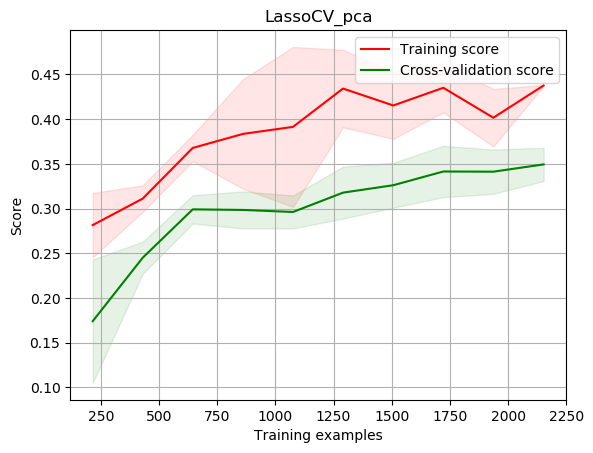 LassoCV_pca
Training score
Cross-validation score
Score
0.45
0.40
0.35
0.30
0.25
0.20
0.15
0.10
250 500 750 1000 1250 1500 1750 2000 2250
Training examples